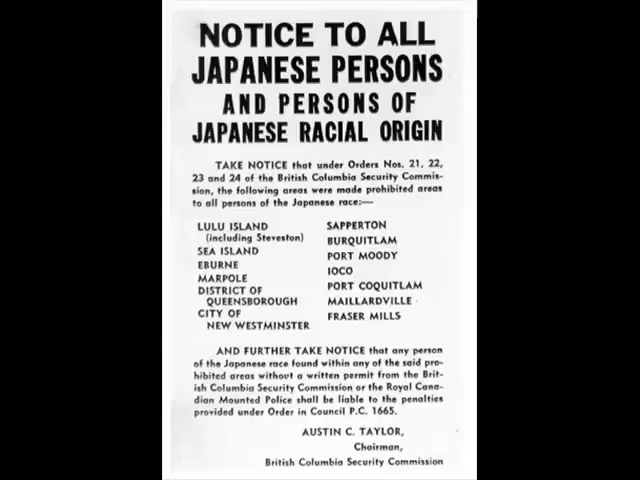 NOTICE TO ALL
JAPANESE PERSONS
AND PERSONS OF
JAPANESE RACIAL ORIGIN
TAKE NOTICE that under Orders Nos. 21, 22,
23 and 24 of the British Columbia Security Commis-
sion, the following areas were made prohibited areas
to all persons of the Japanese race:—
LULU ISLAND
(including Steveston)
SEA ISLAND
EBURNE
MARPOLE
DISTRICT OF
QUEENSBOROUGH
CITY OF
NEW WESTMINSTER
SAPPERTON
BURQUITLAM
PORT MOODY
IOCO
PORT COQUITLAM
MAILLARDVILLE
FRASER MILLS
AND FURTHER TAKE NOTICE that any person
of the Japanese race found within any of the said pro-
hibited areas without a written permit from the Brit-
ish Columbia Security Commission or the Royal Cana-
dian Mounted Police shall be liable to the penalties
provided under Order in Council P.C. 1665.
AUSTIN C. TAYLOR,
Chairman,
British Columbia Security Commission